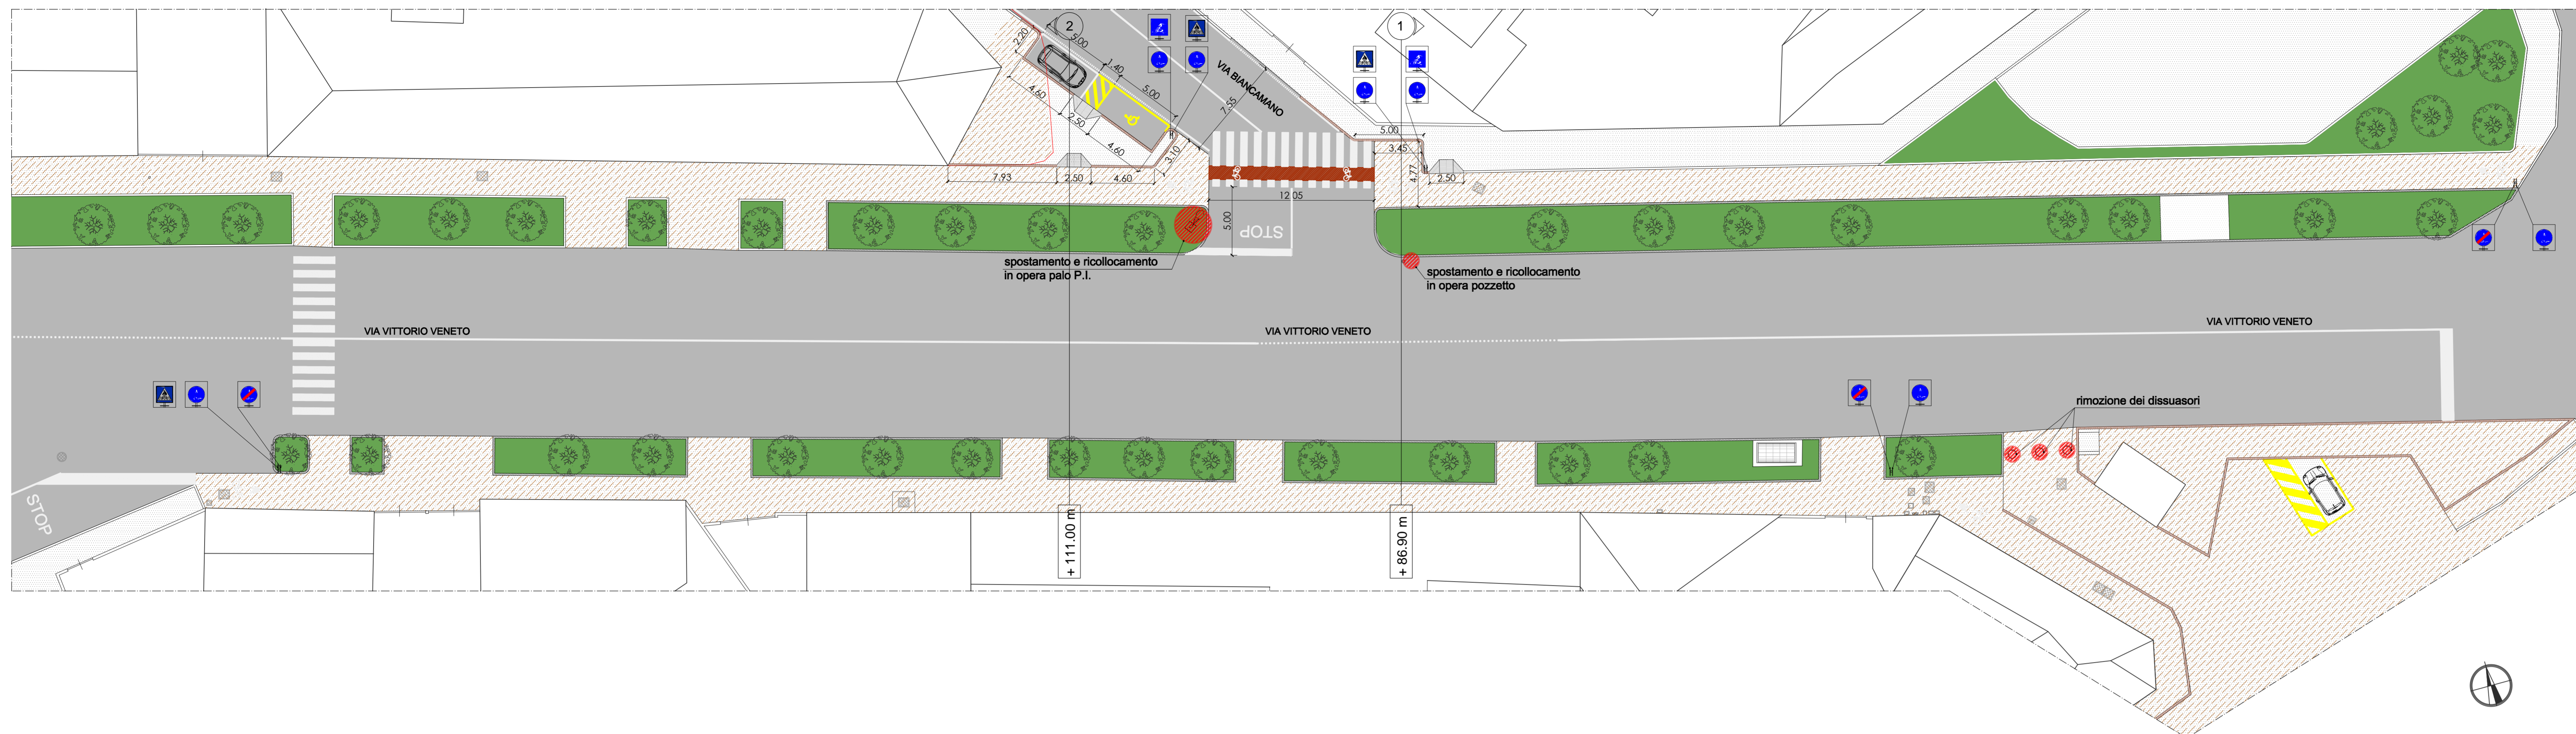 2
1
2.20
5.00
1.40
5.00
4.60
2.50
4.60
3.10
7.55
VIA BIANCAMANO
5.00
3.45
4.77
2.50
7.93
2.50
4.60
12.05
5.00
STOP
spostamento e ricollocamento
in opera palo P.I.
spostamento e ricollocamento
in opera pozzetto
VIA VITTORIO VENETO
VIA VITTORIO VENETO
VIA VITTORIO VENETO
rimozione dei dissuasori
STOP
+ 111.00 m
+ 86.90 m